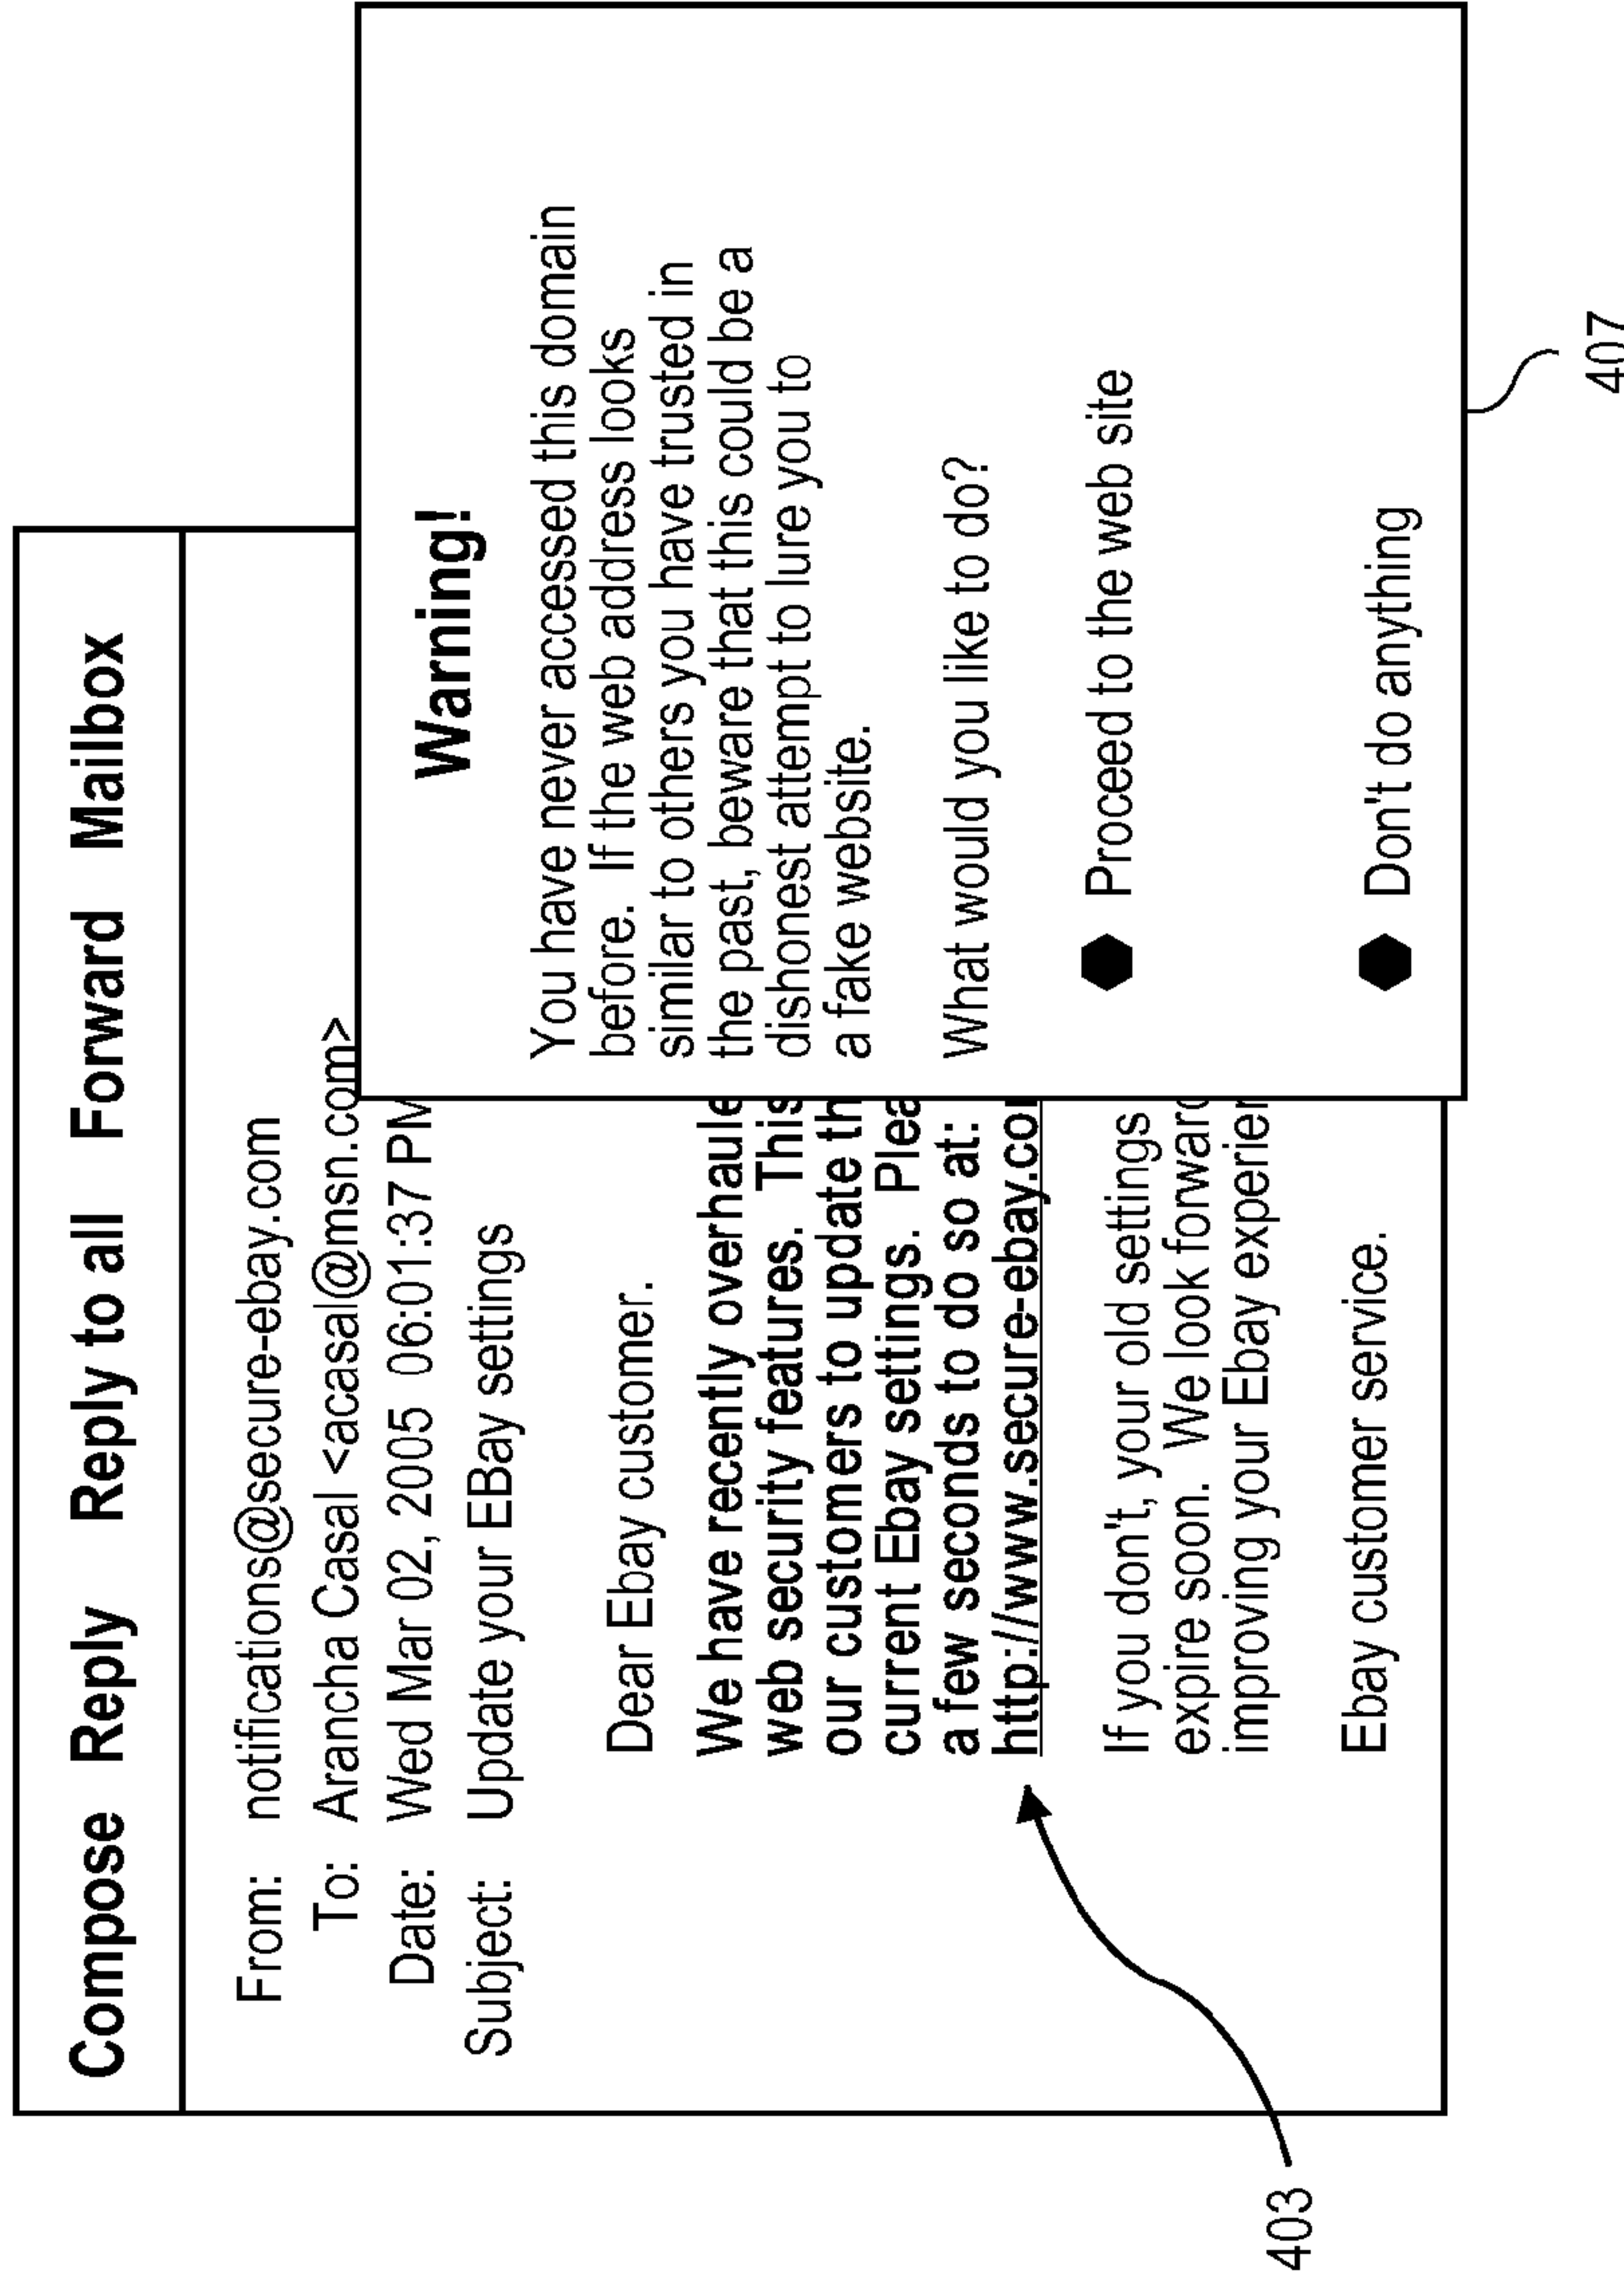 Compose Reply Reply to all Forward Mailbox
From: notifications@secure-ebay.com
To: Arancha Casal <acasal@msn.com>
Date: Wed Mar 02, 2005 06:01:37 PM
Subject: Update your EBay settings
Dear Ebay customer.
We have recently overhaule
web security features. This
our customers to update th
current Ebay settings. Plea
a few seconds to do so at:
http://www.secure-ebay.co
If you don't, your old settings
expire soon. We look forward
improving your Ebay experien
Ebay customer service.
Warning!
You have never accessed this domain
before. If the web address looks
similar to others you have trusted in
the past, beware that this could be a
dishonest attempt to lure you to
a fake website.
What would you like to do?
Proceed to the web site
Don't do anything
403
407